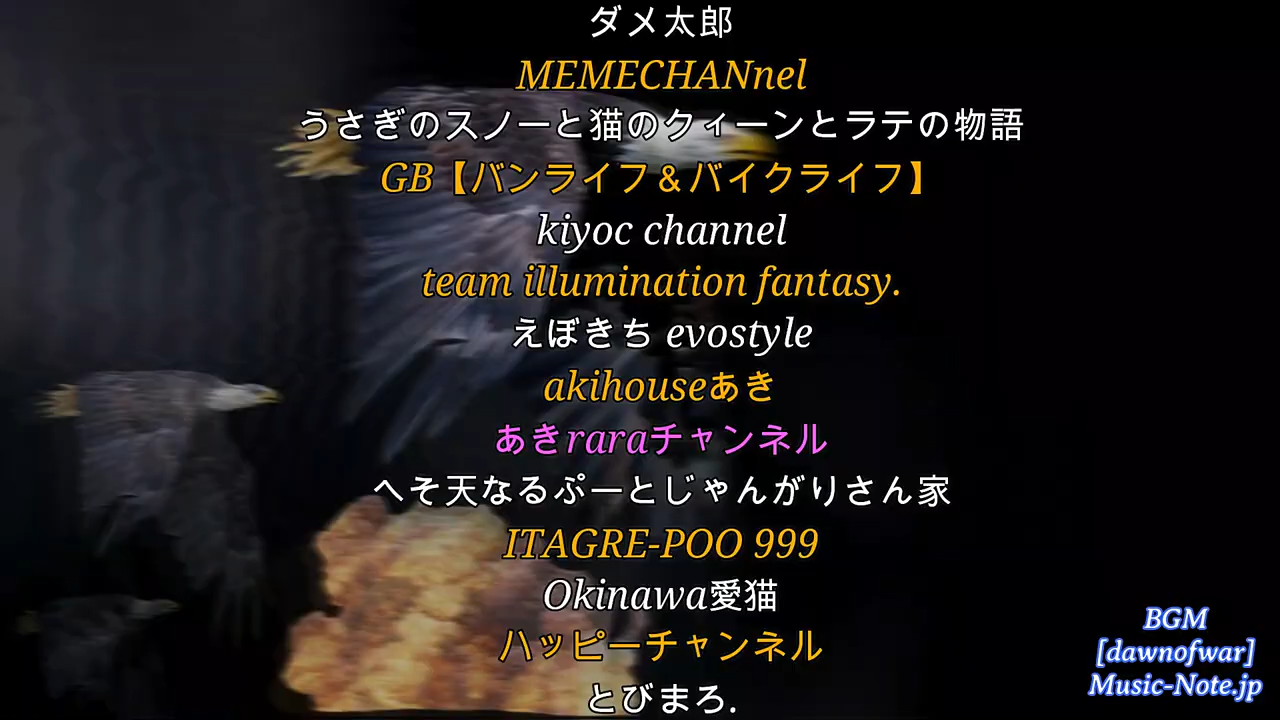 ダメ太郎
MEMECHANnel
うさぎのスノーと猫のクィーンとラテの物語
GB【バンライフ＆バイクライフ】
kiyoc channel
team illumination fantasy.
えぼきち evostyle
akihouseあき
あきraraチャンネル
へそ天なるぷーとじゃんがりさん家
ITAGRE-POO 999
Okinawa愛猫
ハッピーチャンネル
とびまろ.
BGM
[dawnofwar]
Music-Note.jp